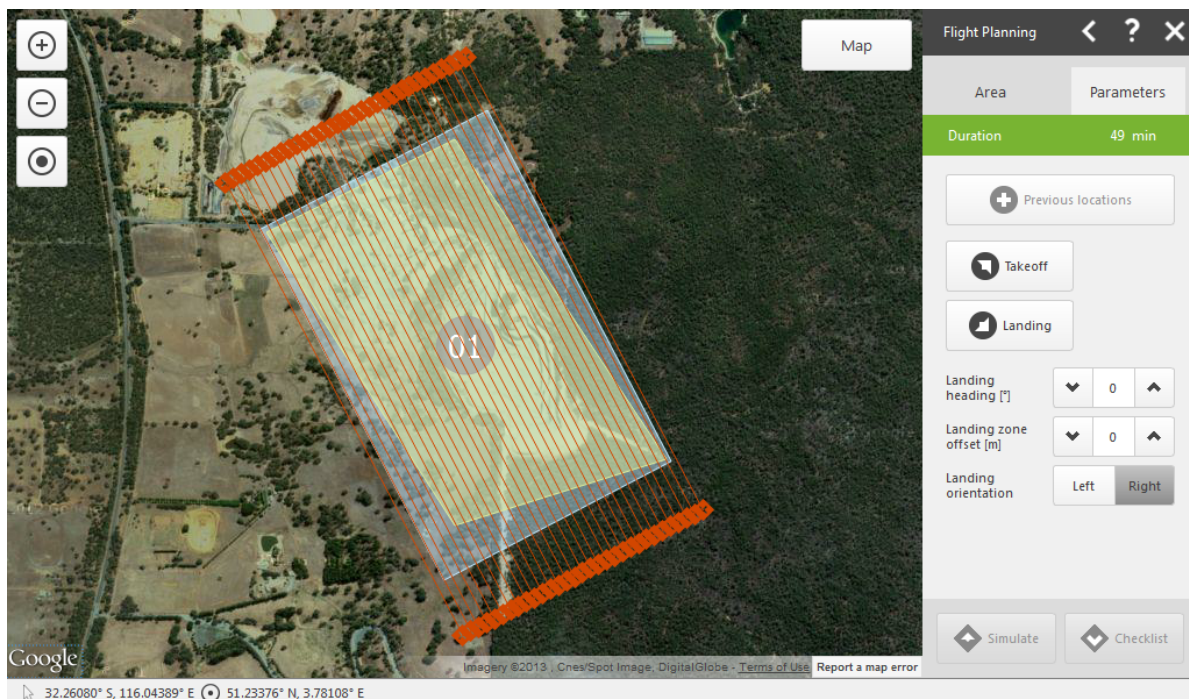 Map
Flight Planning
?
Area
Parameters
Duration 49 min
Previous locations
Takeoff
Landing
Landing
heading [°]
0
Landing zone
offset [m]
0
Landing
orientation
Left
Right
01
Simulate
Checklist
Google
Imagery ©2013 , Cnes/Spot Image, DigitalGlobe - Terms of Use
Report a map error
32.26080° S, 116.04389° E 51.23376° N, 3.78108° E